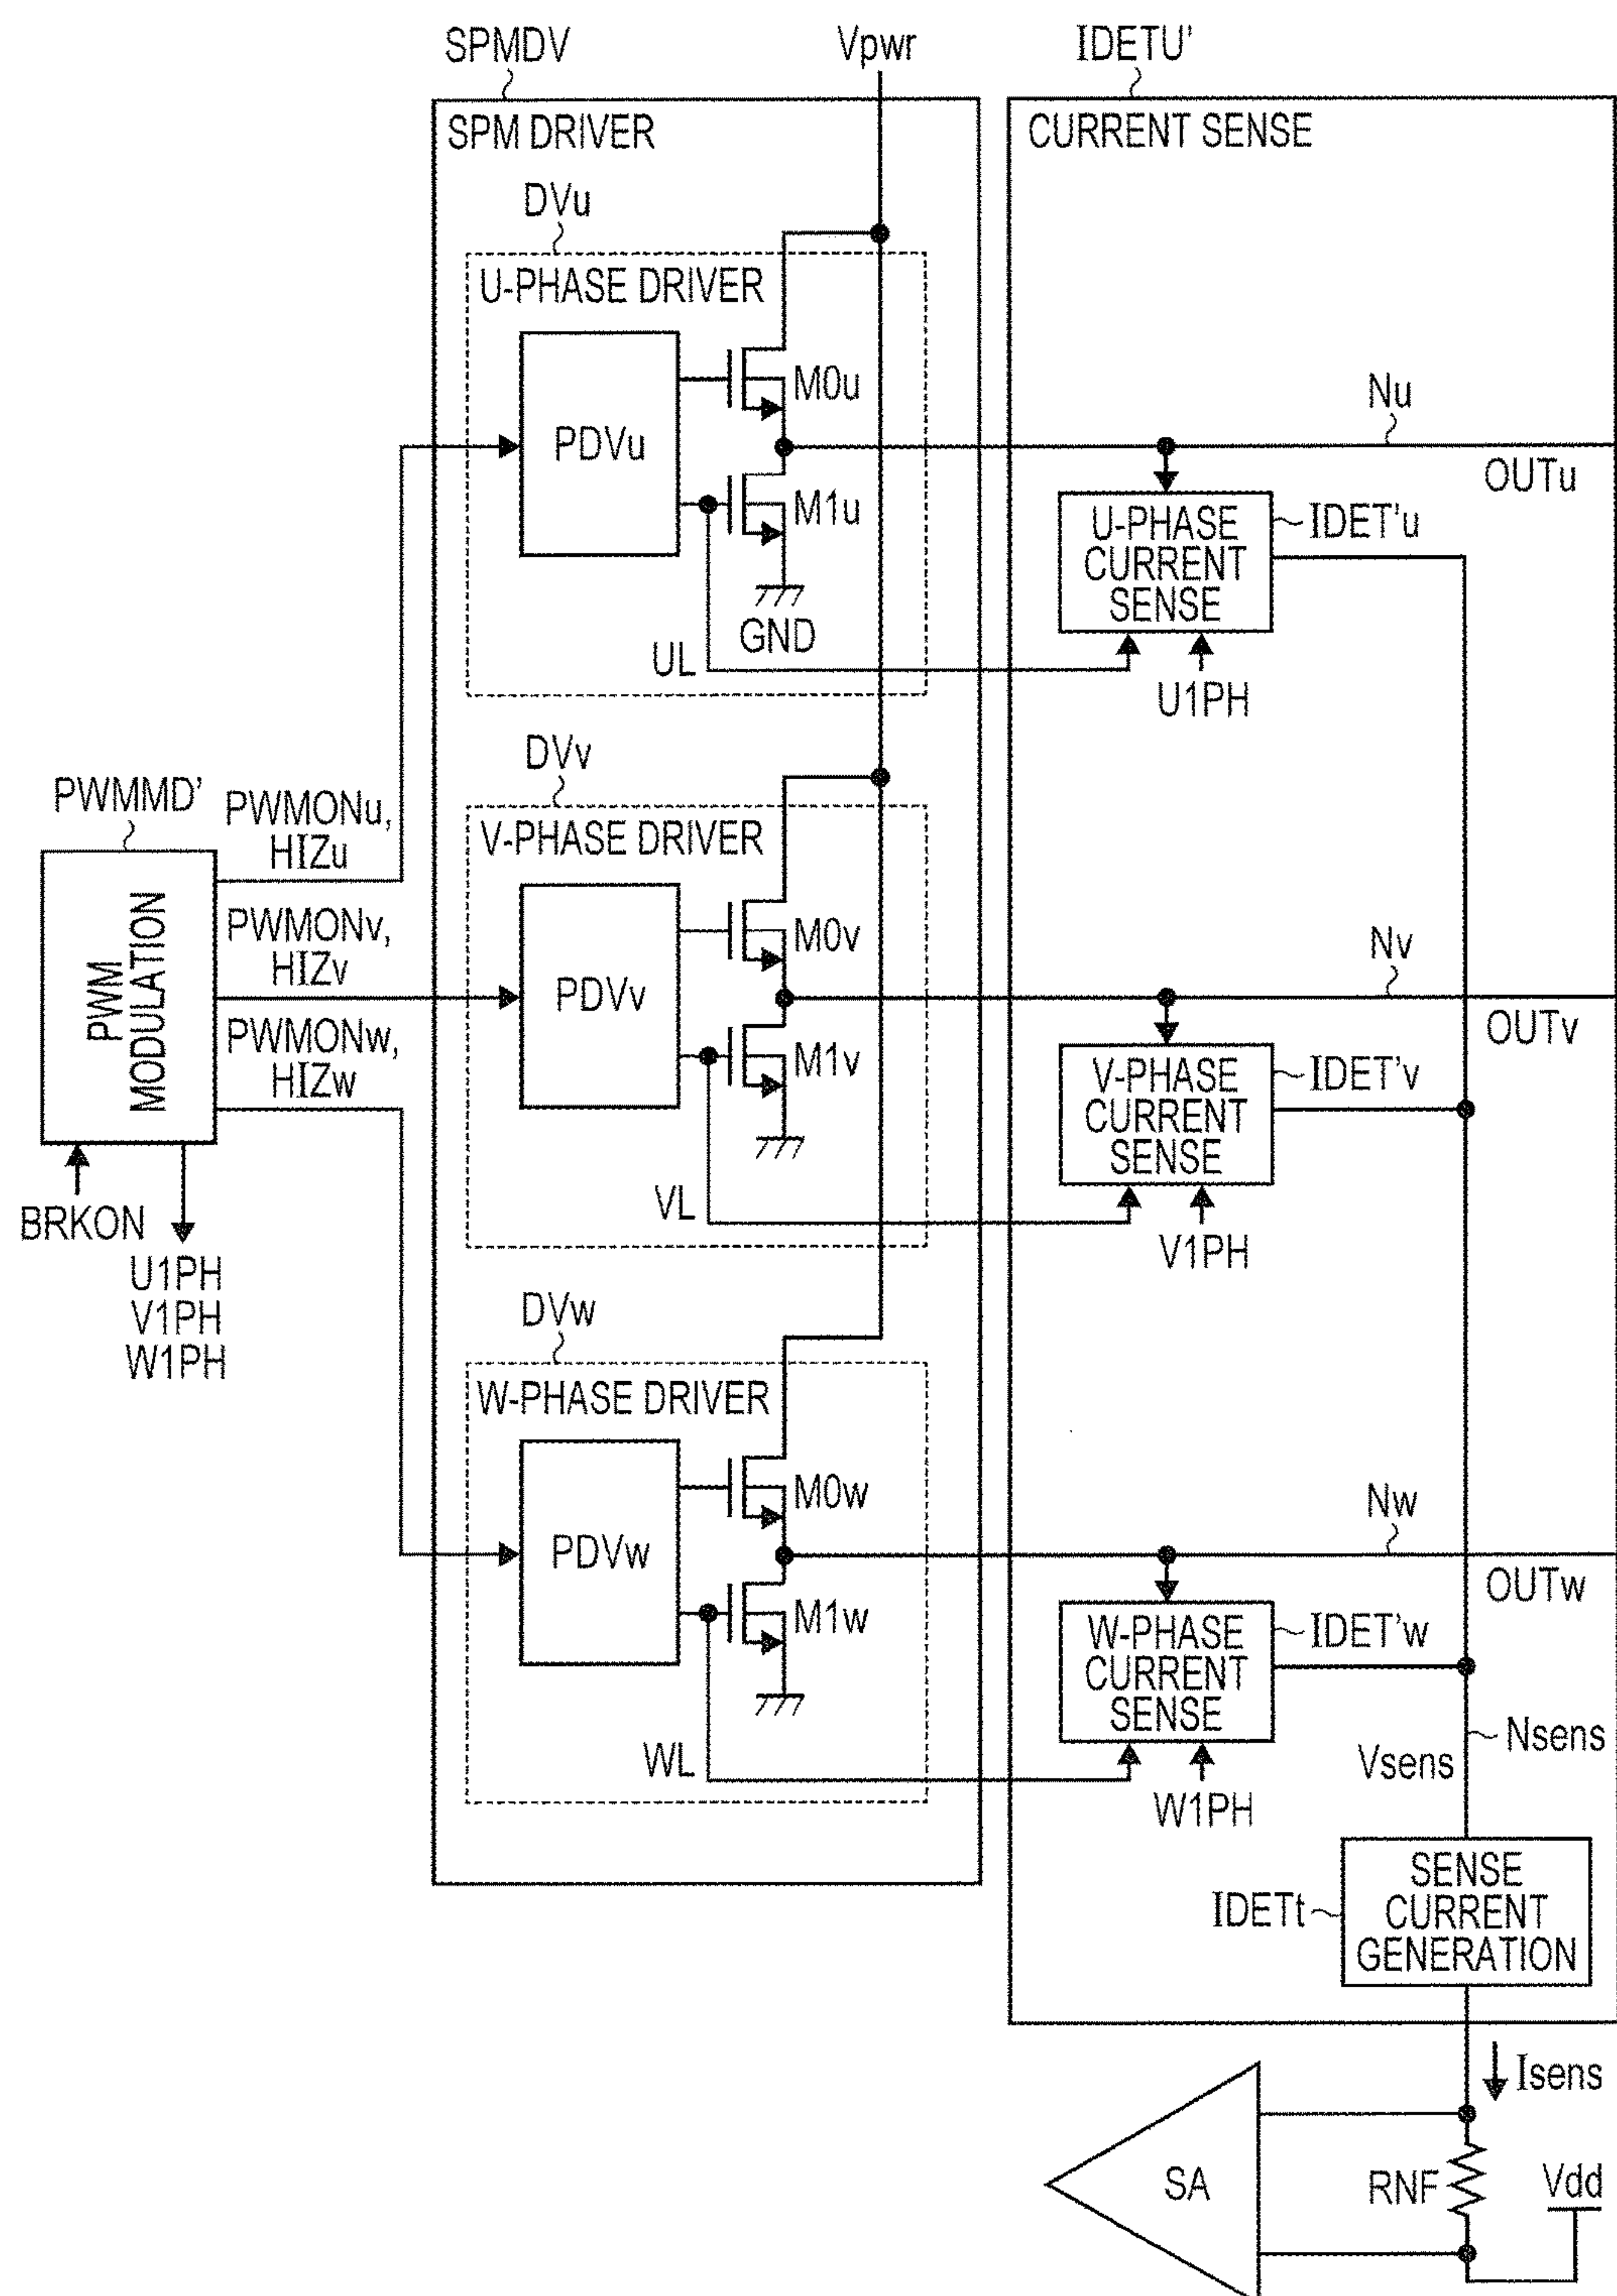 SPMDV
Vpwr
IDETU'
SPM DRIVER
CURRENT SENSE
DVu
U-PHASE DRIVER
PDVu
M0u
M1u
GND
UL
Nu
OUTu
U-PHASE
CURRENT
SENSE
IDET'u
U1PH
PWMMD'
PWM
MODULATION
PWMONu,
HIZu
PWMONv,
HIZv
PWMONw,
HIZw
BRKON
U1PH
V1PH
W1PH
DVv
V-PHASE DRIVER
PDVv
M0v
M1v
VL
Nv
OUTv
V-PHASE
CURRENT
SENSE
IDET'v
V1PH
DVw
W-PHASE DRIVER
PDVw
M0w
M1w
WL
Nw
OUTw
W-PHASE
CURRENT
SENSE
IDET'w
W1PH
Vsens
Nsens
IDETt
SENSE
CURRENT
GENERATION
Isens
SA
RNF
Vdd